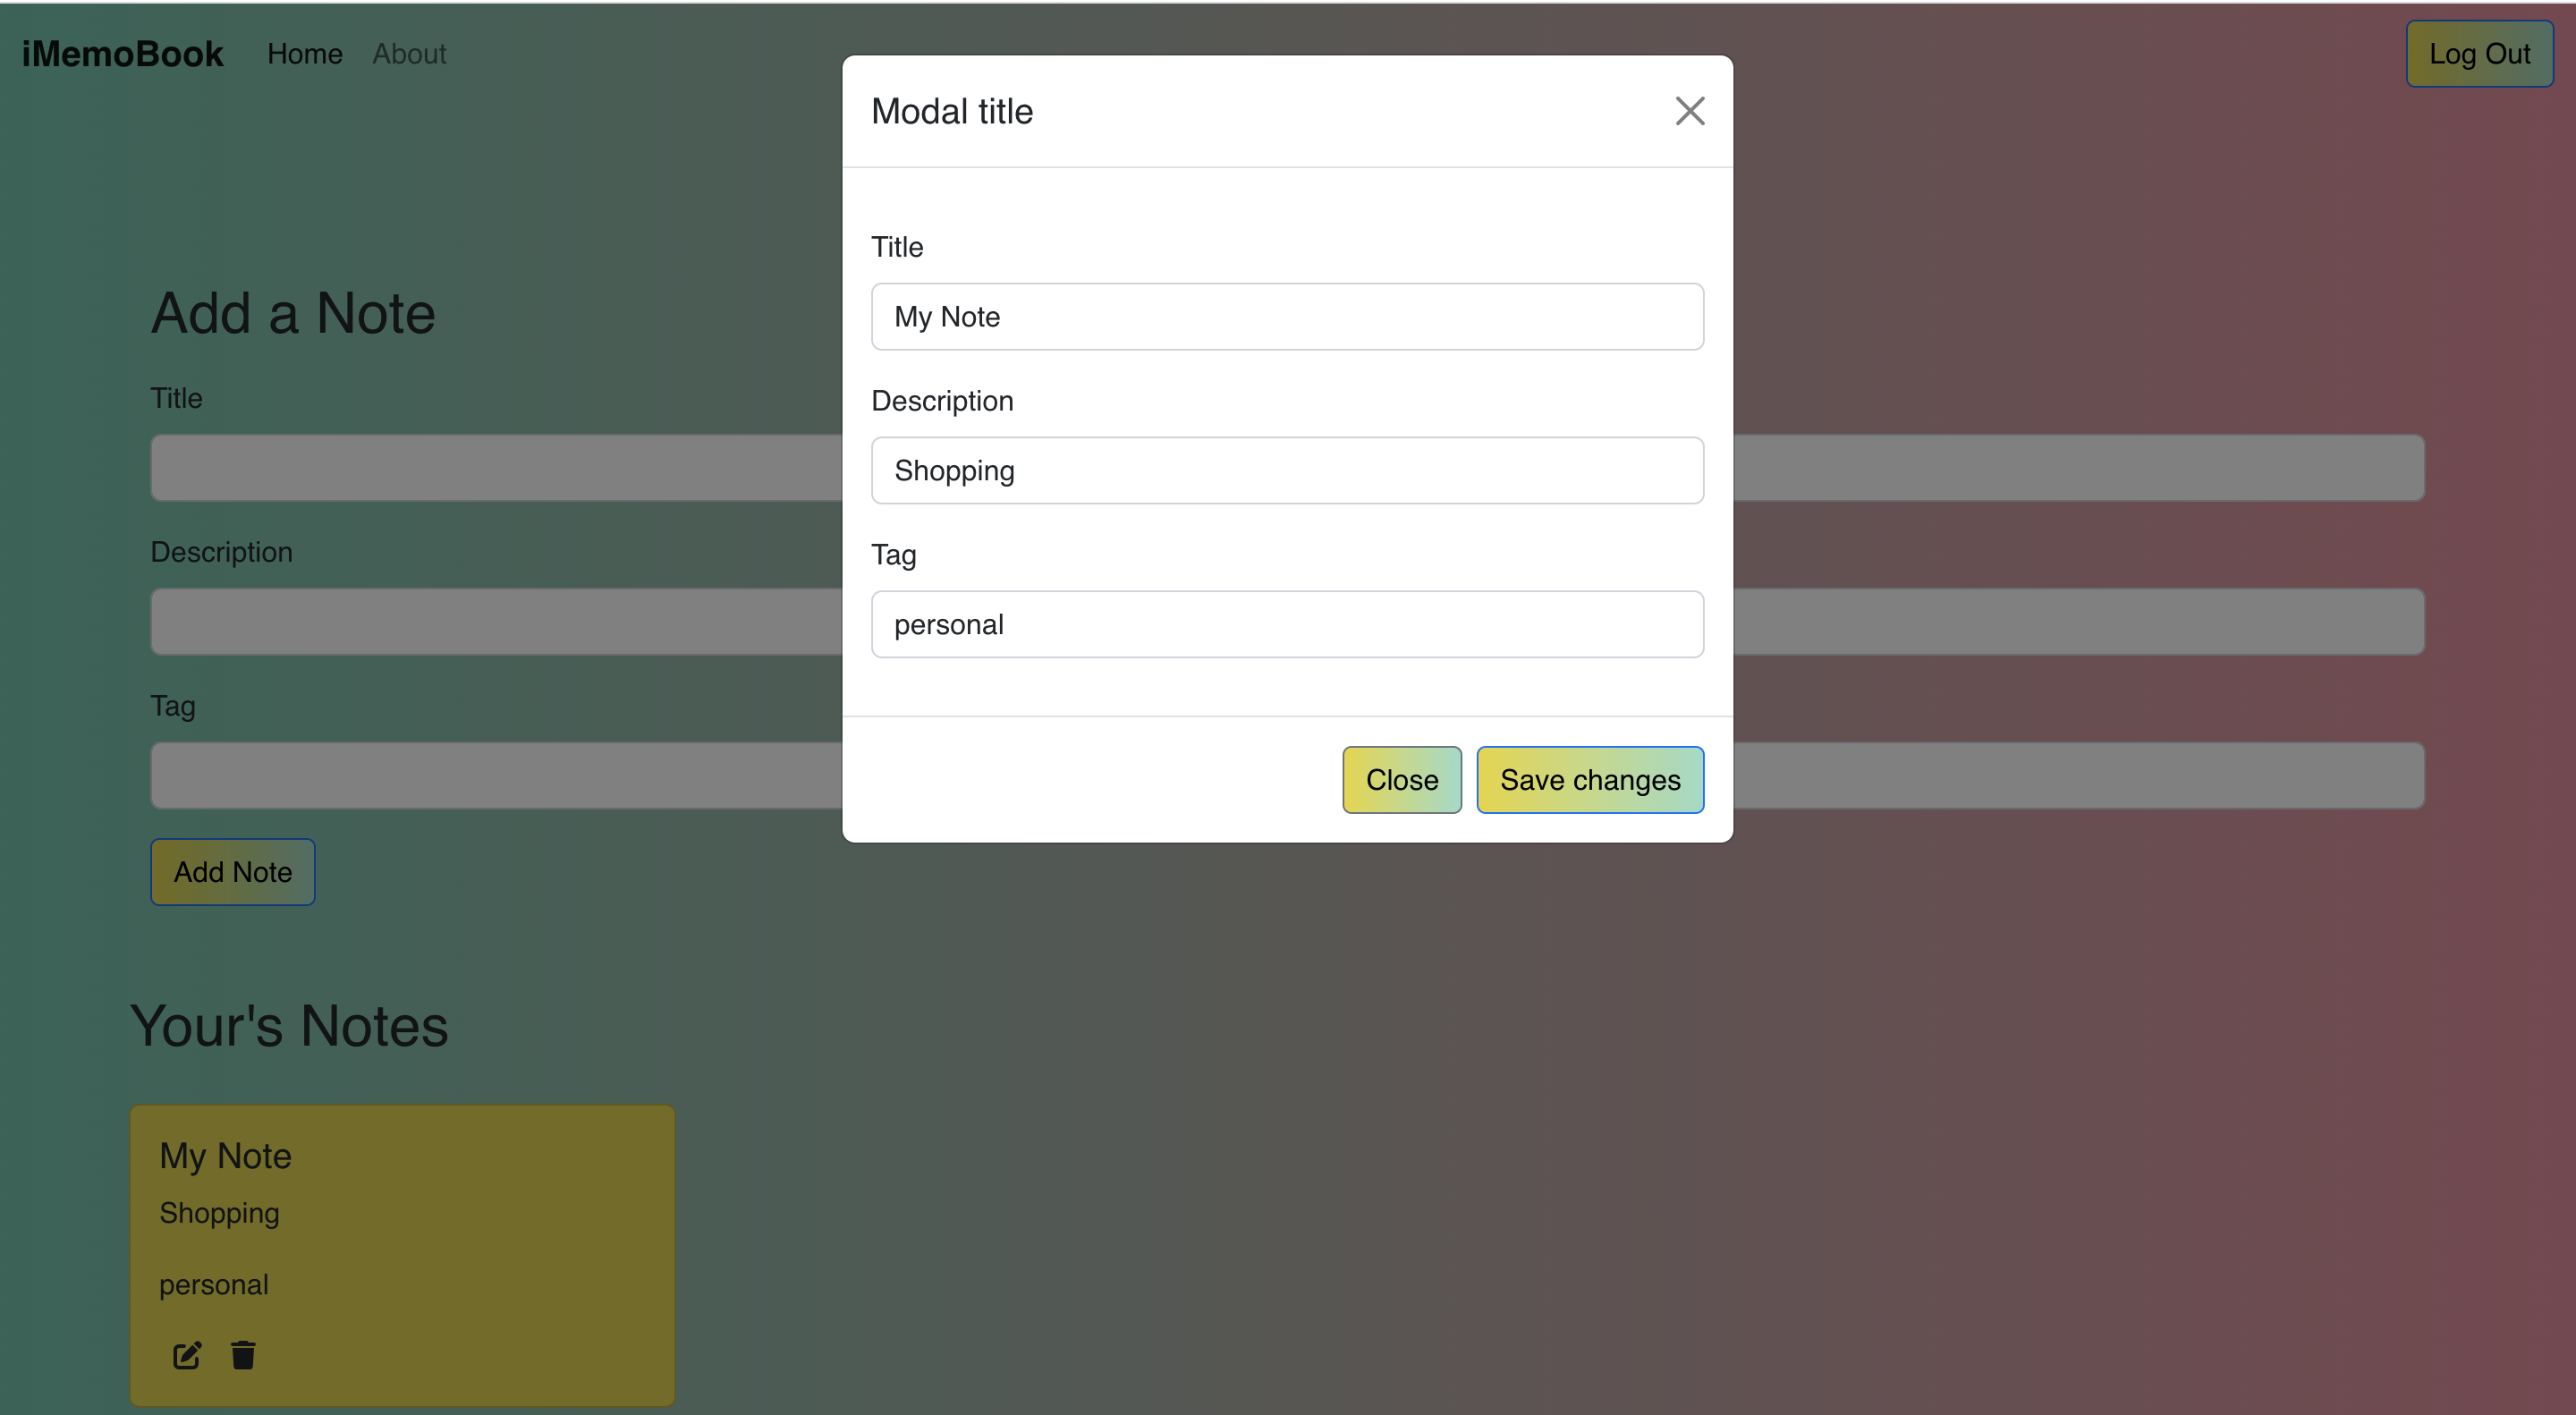 iMemoBook Home About Log Out
Modal title
Title
My Note
Description
Shopping
Tag
personal
Close Save changes
Add a Note
Title
Description
Tag
Add Note
Your's Notes
My Note
Shopping
personal